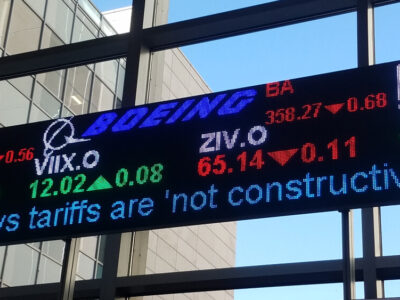 BOEING BA
358.27▼0.68
▼0.56 VIIX.O ZIV.O
12.02▲0.08 65.14▼0.11
ys tariffs are 'not constructiv